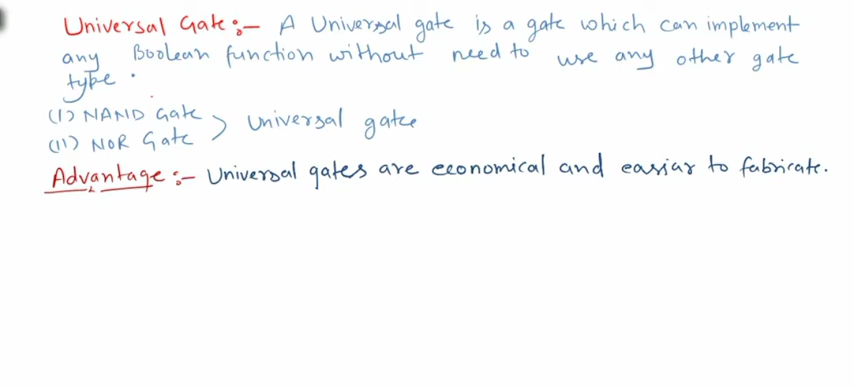 Universal Gate :- A Universal gate is a gate which can implement
any Boolean function without need to use any other gate
type.
(I) NAND Gate
(II) NOR Gate > Universal gate
Advantage :- Universal gates are economical and easiar to fabricate.